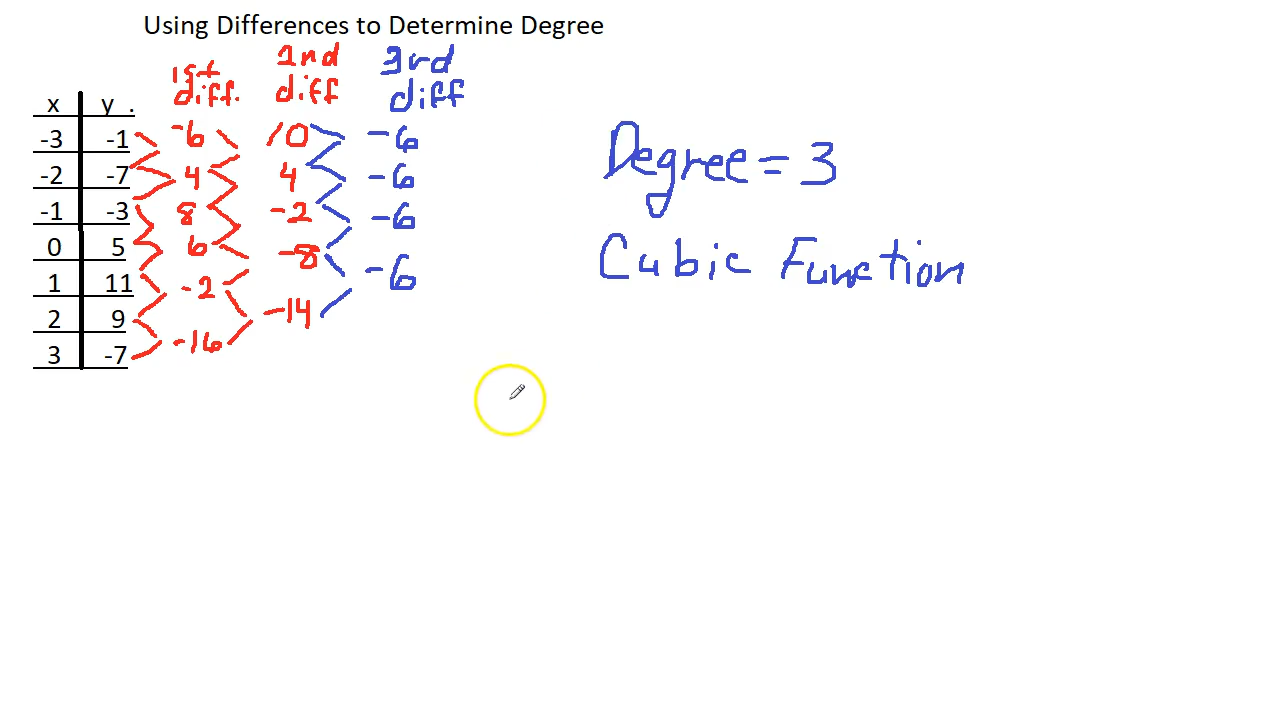 Using Differences to Determine Degree
1st diff. 2nd diff 3rd diff
x y .
-3 -1 -6 10 -6
-2 -7 4 4 -6
-1 -3 8 -2 -6
0 5 6 -8 -6
1 11 -2 -14
2 9 -16
3 -7
Degree = 3
Cubic Function